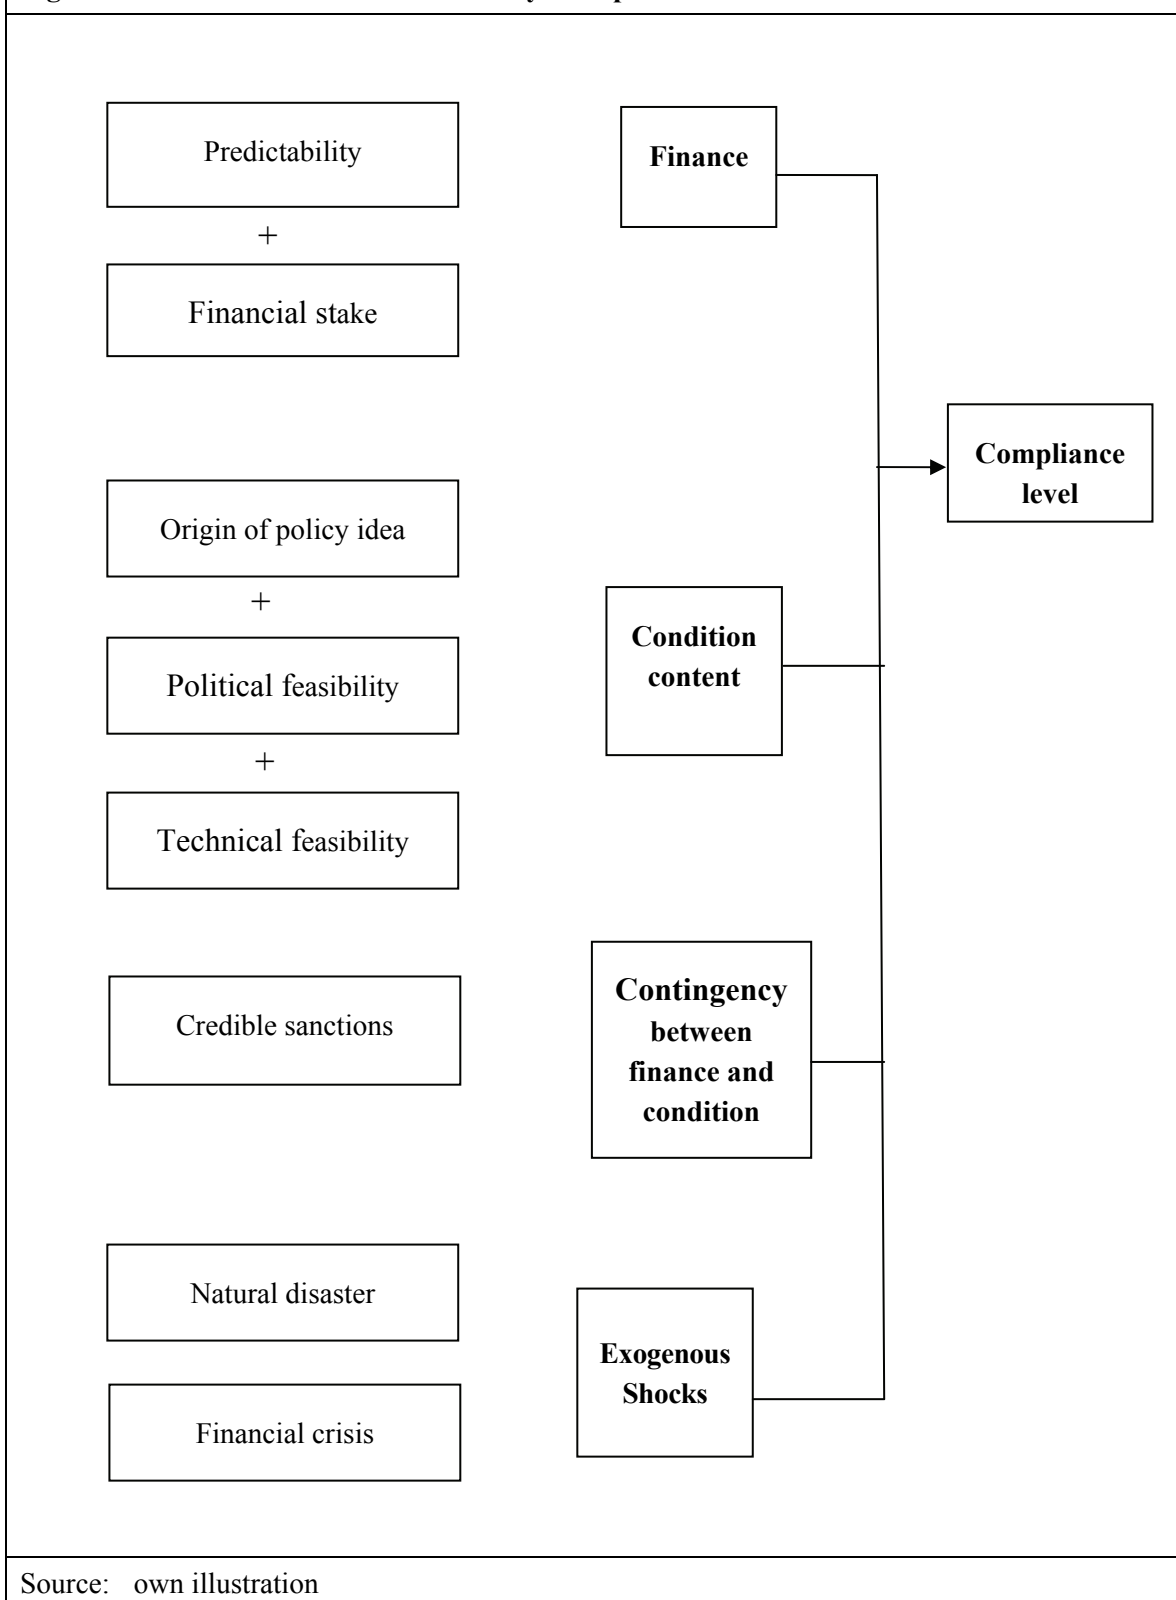 Predictability
+
Financial stake
Origin of policy idea
+
Political feasibility
+
Technical feasibility
Credible sanctions
Natural disaster
Financial crisis
Finance
Condition
content
Contingency
between
finance and
condition
Exogenous
Shocks
Compliance
level
Source: own illustration